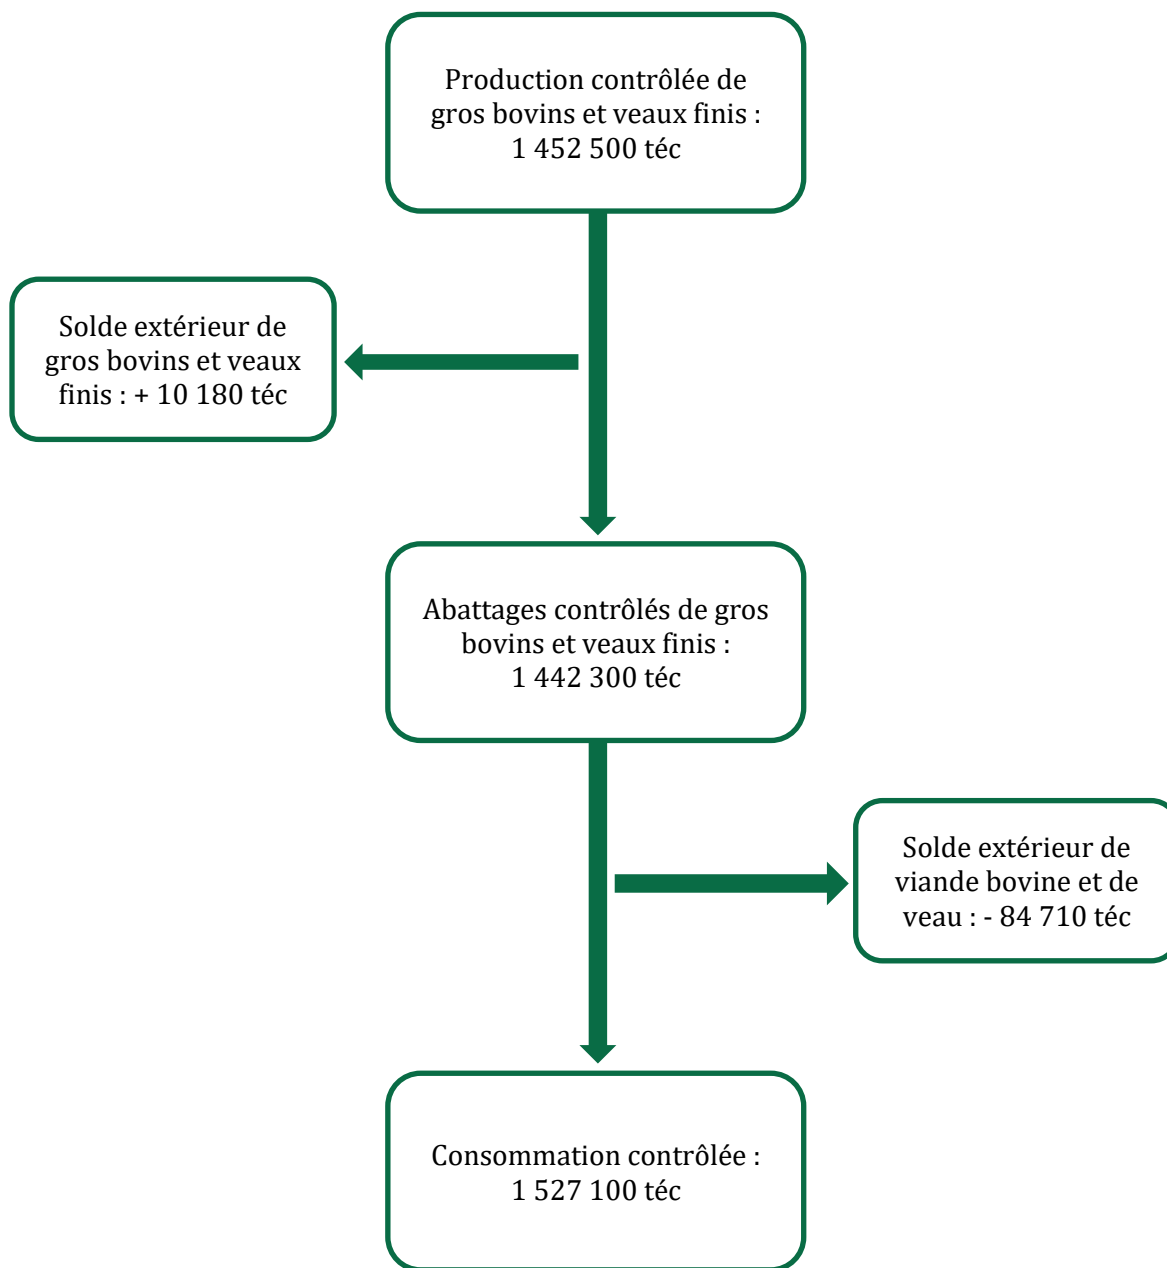 Production contrôlée de
gros bovins et veaux finis :
1 452 500 téc
Solde extérieur de
gros bovins et veaux
finis : + 10 180 téc
Abattages contrôlés de gros
bovins et veaux finis :
1 442 300 téc
Solde extérieur de
viande bovine et de
veau : - 84 710 téc
Consommation contrôlée :
1 527 100 téc